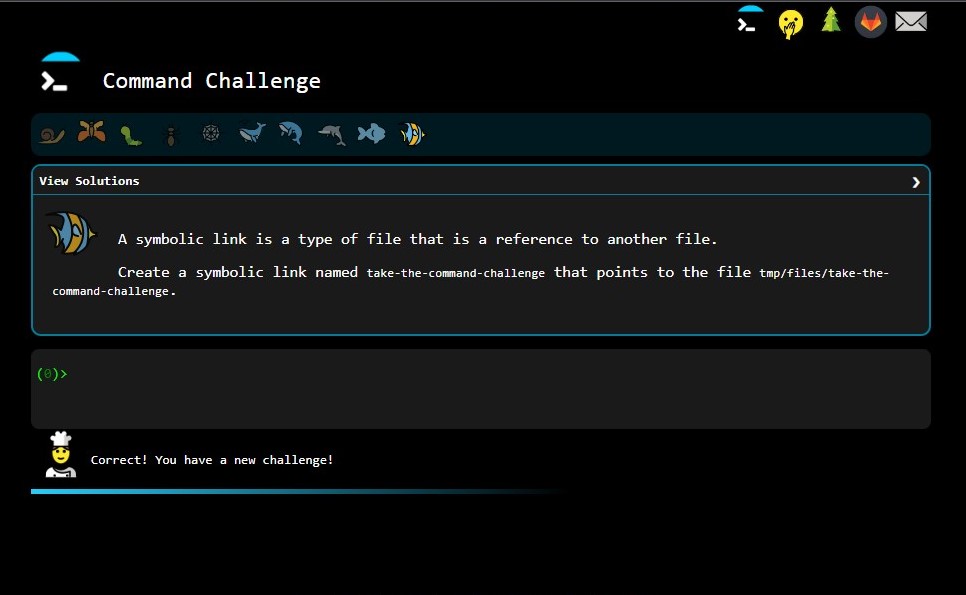 Command Challenge
View Solutions
A symbolic link is a type of file that is a reference to another file.
Create a symbolic link named take-the-command-challenge that points to the file tmp/files/take-the-
command-challenge.
(0)>
Correct! You have a new challenge!